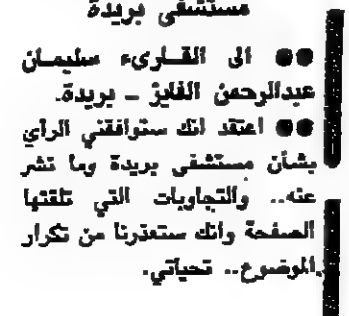 مستشفى بريدة
●● الى القارىء سليمان
عبدالرحمن الفايز ــ بريدة.
●● اعتقد انك ستوافقني الرأي
بشأن مستشفى بريدة وما نشر
عنه.. والتجاوبات التي تلقتها
الصفحة وانك ستعذرنا من تكرار
الموضوع.. تحياتي.